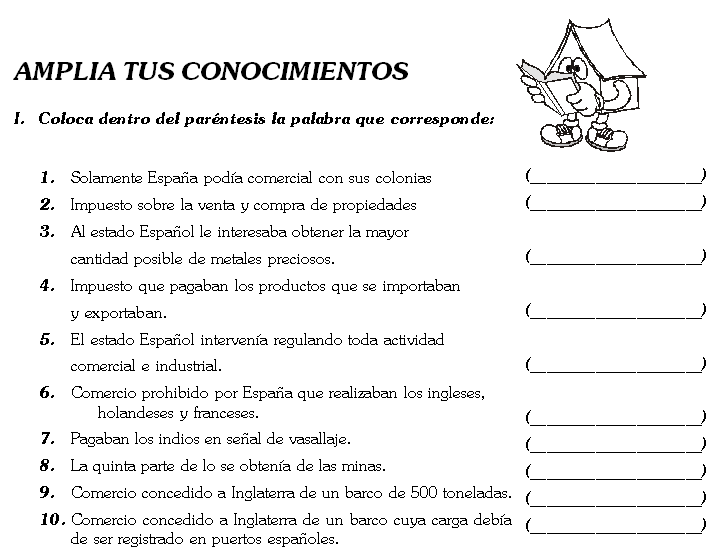 AMPLIA TUS CONOCIMIENTOS
I. Coloca dentro del paréntesis la palabra que corresponde:
1. Solamente España podía comercial con sus colonias (____________________)
2. Impuesto sobre la venta y compra de propiedades (____________________)
3. Al estado Español le interesaba obtener la mayor
cantidad posible de metales preciosos. (____________________)
4. Impuesto que pagaban los productos que se importaban
y exportaban. (____________________)
5. El estado Español intervenía regulando toda actividad
comercial e industrial. (____________________)
6. Comercio prohibido por España que realizaban los ingleses,
holandeses y franceses. (____________________)
7. Pagaban los indios en señal de vasallaje. (____________________)
8. La quinta parte de lo se obtenía de las minas. (____________________)
9. Comercio concedido a Inglaterra de un barco de 500 toneladas. (____________________)
10. Comercio concedido a Inglaterra de un barco cuya carga debía (____________________)
de ser registrado en puertos españoles.